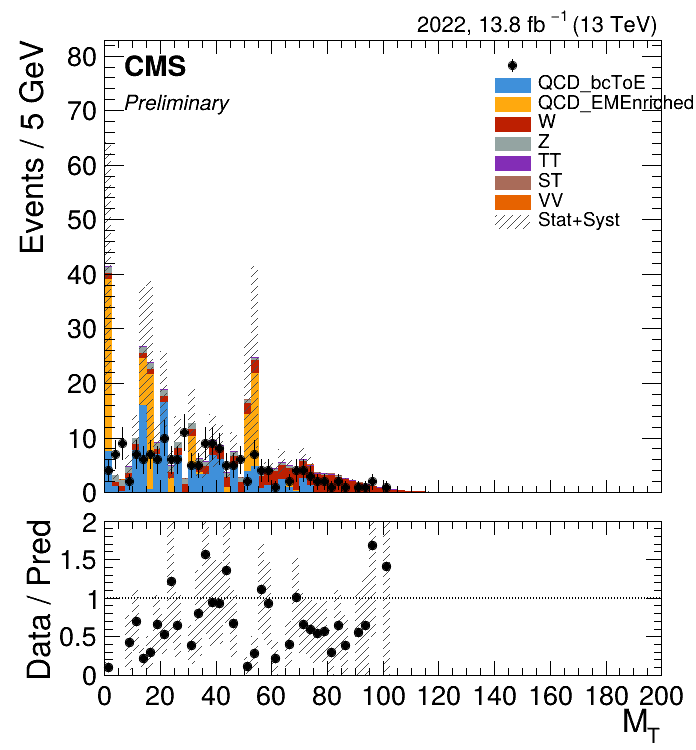 2022, 13.8 fb⁻¹ (13 TeV)
CMS
Preliminary
Events / 5 GeV
80
70
60
50
40
30
20
10
0
QCD_bcToE
QCD_EMEnriched
W
Z
TT
ST
VV
Stat+Syst
Data / Pred
2
1.5
1
0.5
0
0 20 40 60 80 100 120 140 160 180 200
M_T